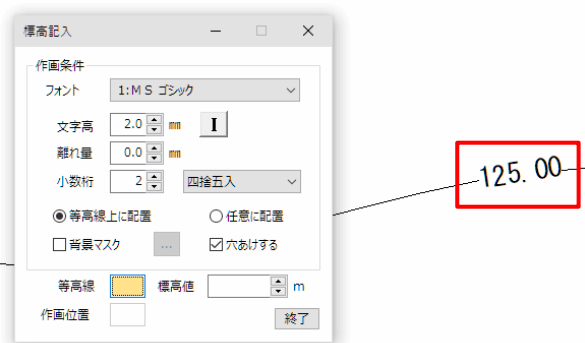 標高記入
作画条件
フォント 1:MS ゴシック
文字高 2.0 mm I
離れ量 0.0 mm
小数桁 2 四捨五入
等高線上に配置 任意に配置
背景マスク ... 穴あけする
等高線 標高値 m
作画位置 終了
125.00